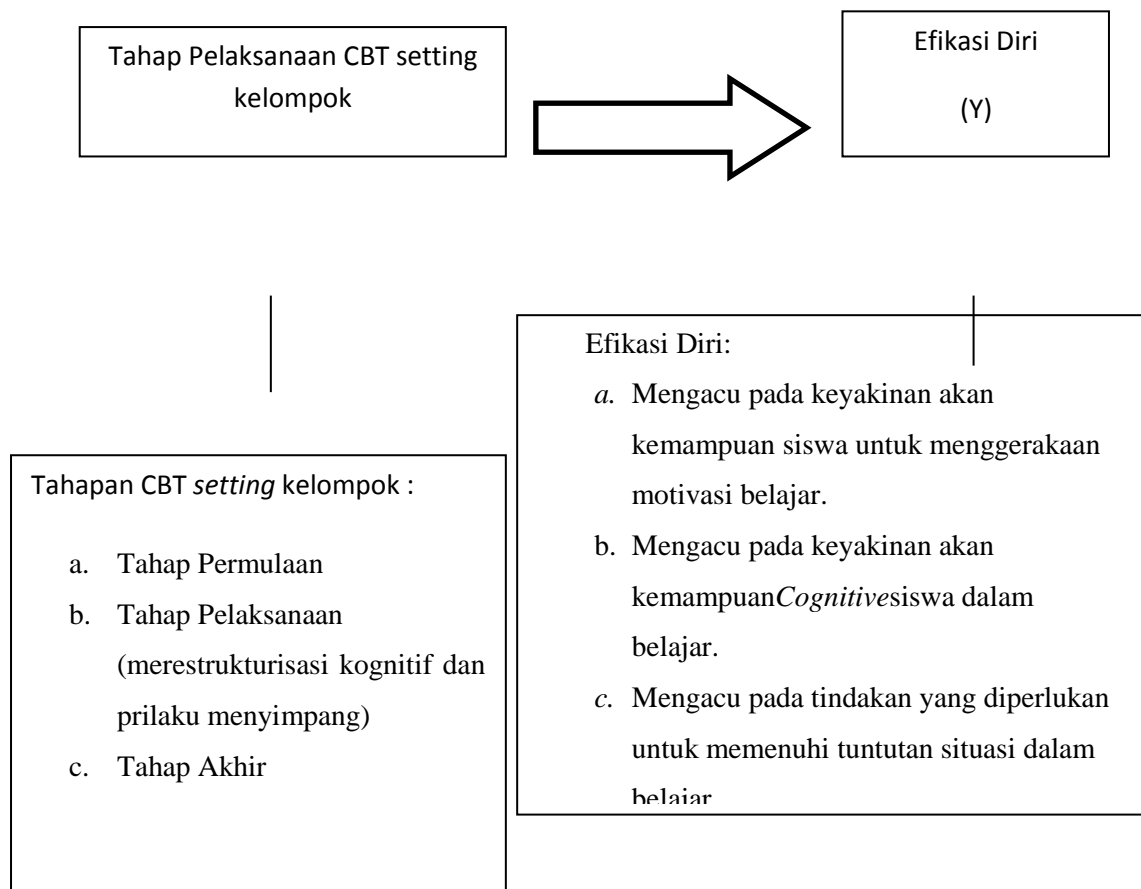 Tahap Pelaksanaan CBT setting
kelompok
Efikasi Diri
(Y)
Tahapan CBT setting kelompok :
a. Tahap Permulaan
b. Tahap Pelaksanaan
(merestrukturisasi kognitif dan
prilaku menyimpang)
c. Tahap Akhir
Efikasi Diri:
a. Mengacu pada keyakinan akan
kemampuan siswa untuk menggerakaan
motivasi belajar.
b. Mengacu pada keyakinan akan
kemampuanCognitivesiswa dalam
belajar.
c. Mengacu pada tindakan yang diperlukan
untuk memenuhi tuntutan situasi dalam
belajar